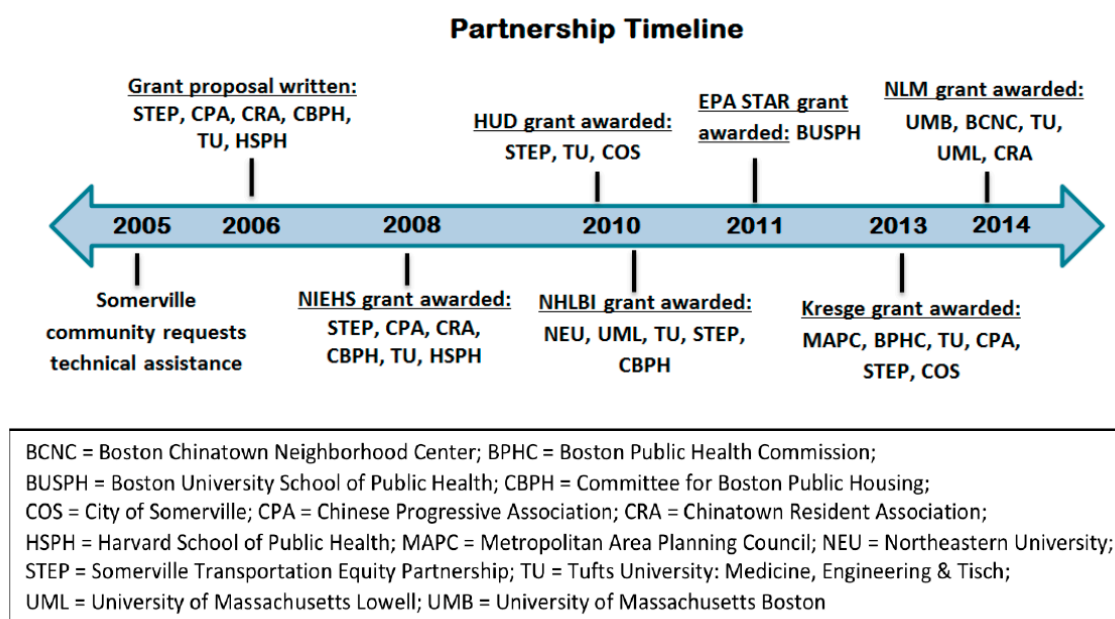 Partnership Timeline
Grant proposal written:
STEP, CPA, CRA, CBPH,
TU, HSPH
HUD grant awarded:
STEP, TU, COS
EPA STAR grant
awarded: BUSPH
NLM grant awarded:
UMB, BCNC, TU,
UML, CRA
2005 2006 2008 2010 2011 2013 2014
Somerville
community requests
technical assistance
NIEHS grant awarded:
STEP, CPA, CRA,
CBPH, TU, HSPH
NHLBI grant awarded:
NEU, UML, TU, STEP,
CBPH
Kresge grant awarded:
MAPC, BPHC, TU, CPA,
STEP, COS
BCNC = Boston Chinatown Neighborhood Center; BPHC = Boston Public Health Commission;
BUSPH = Boston University School of Public Health; CBPH = Committee for Boston Public Housing;
COS = City of Somerville; CPA = Chinese Progressive Association; CRA = Chinatown Resident Association;
HSPH = Harvard School of Public Health; MAPC = Metropolitan Area Planning Council; NEU = Northeastern University;
STEP = Somerville Transportation Equity Partnership; TU = Tufts University: Medicine, Engineering & Tisch;
UML = University of Massachusetts Lowell; UMB = University of Massachusetts Boston